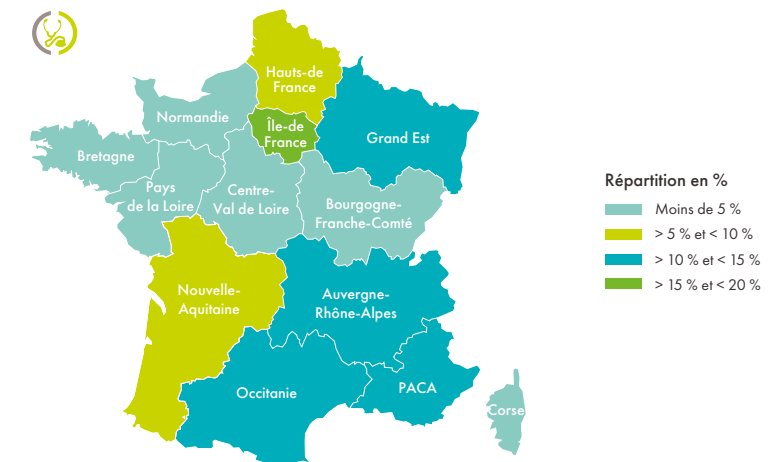 Hauts-de
France
Normandie
Île-de
France
Grand Est
Bretagne
Pays
de la Loire
Centre-
Val de Loire
Bourgogne-
Franche-Comté
Nouvelle-
Aquitaine
Auvergne-
Rhône-Alpes
Occitanie
PACA
Corse
Répartition en %
Moins de 5 %
> 5 % et < 10 %
> 10 % et < 15 %
> 15 % et < 20 %